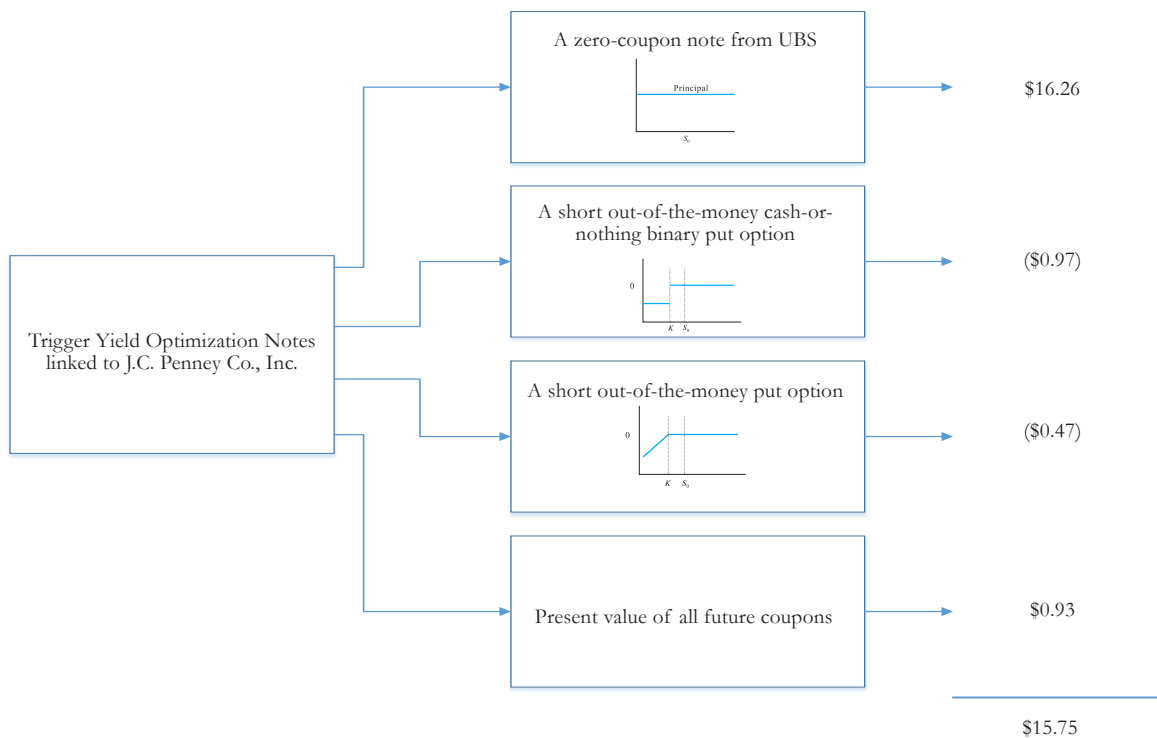 Trigger Yield Optimization Notes
linked to J.C. Penney Co., Inc.
A zero-coupon note from UBS
Principal
S₀
$16.26
A short out-of-the-money cash-or-
nothing binary put option
0
K S₀
($0.97)
A short out-of-the-money put option
0
K S₀
($0.47)
Present value of all future coupons
$0.93
$15.75